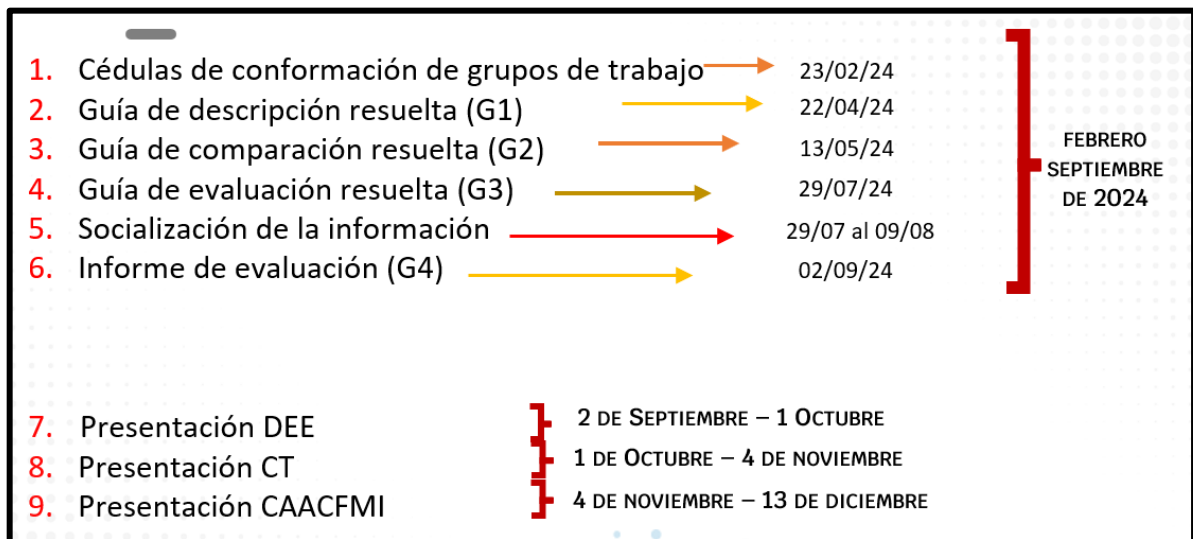 1. Cédulas de conformación de grupos de trabajo 23/02/24
2. Guía de descripción resuelta (G1) 22/04/24
3. Guía de comparación resuelta (G2) 13/05/24
4. Guía de evaluación resuelta (G3) 29/07/24
5. Socialización de la información 29/07 al 09/08
6. Informe de evaluación (G4) 02/09/24
FEBRERO
SEPTIEMBRE
DE 2024
7. Presentación DEE 2 DE SEPTIEMBRE – 1 OCTUBRE
8. Presentación CT 1 DE OCTUBRE – 4 DE NOVIEMBRE
9. Presentación CAACFMI 4 DE NOVIEMBRE – 13 DE DICIEMBRE